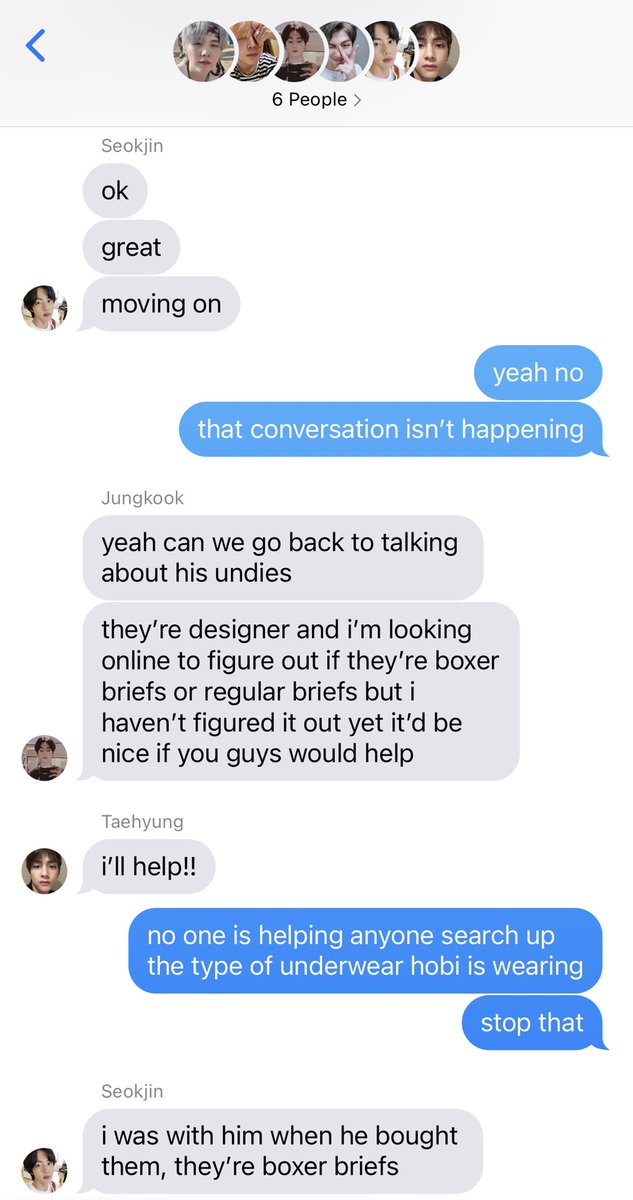 6 People >
Seokjin
ok
great
moving on
yeah no
that conversation isn’t happening
Jungkook
yeah can we go back to talking
about his undies
they’re designer and i’m looking
online to figure out if they’re boxer
briefs or regular briefs but i
haven’t figured it out yet it’d be
nice if you guys would help
Taehyung
i’ll help!!
no one is helping anyone search up
the type of underwear hobi is wearing
stop that
Seokjin
i was with him when he bought
them, they’re boxer briefs